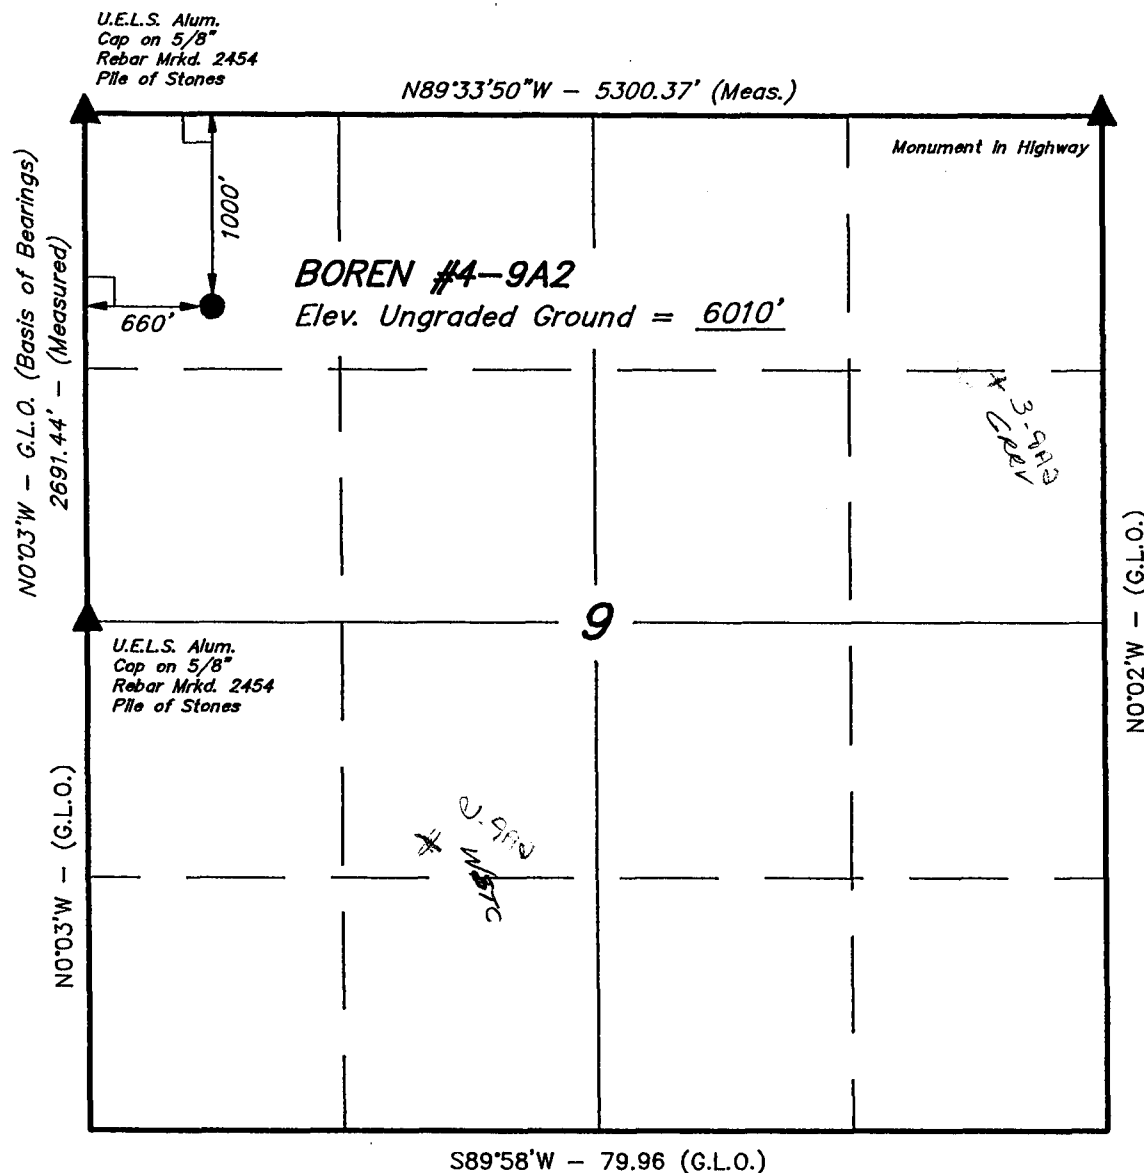 U.E.L.S. Alum.
Cap on 5/8"
Rebar Mrkd. 2454
Pile of Stones
N89°33'50"W - 5300.37' (Meas.)
Monument in Highway
N0°03'W - G.L.O. (Basis of Bearings)
2691.44' - (Measured)
1000'
660'
BOREN #4-9A2
Elev. Ungraded Ground = 6010'
3-9A2
9
N0°02'W - (G.L.O.)
U.E.L.S. Alum.
Cap on 5/8"
Rebar Mrkd. 2454
Pile of Stones
N0°03'W - (G.L.O.)
S89°58'W - 79.96 (G.L.O.)